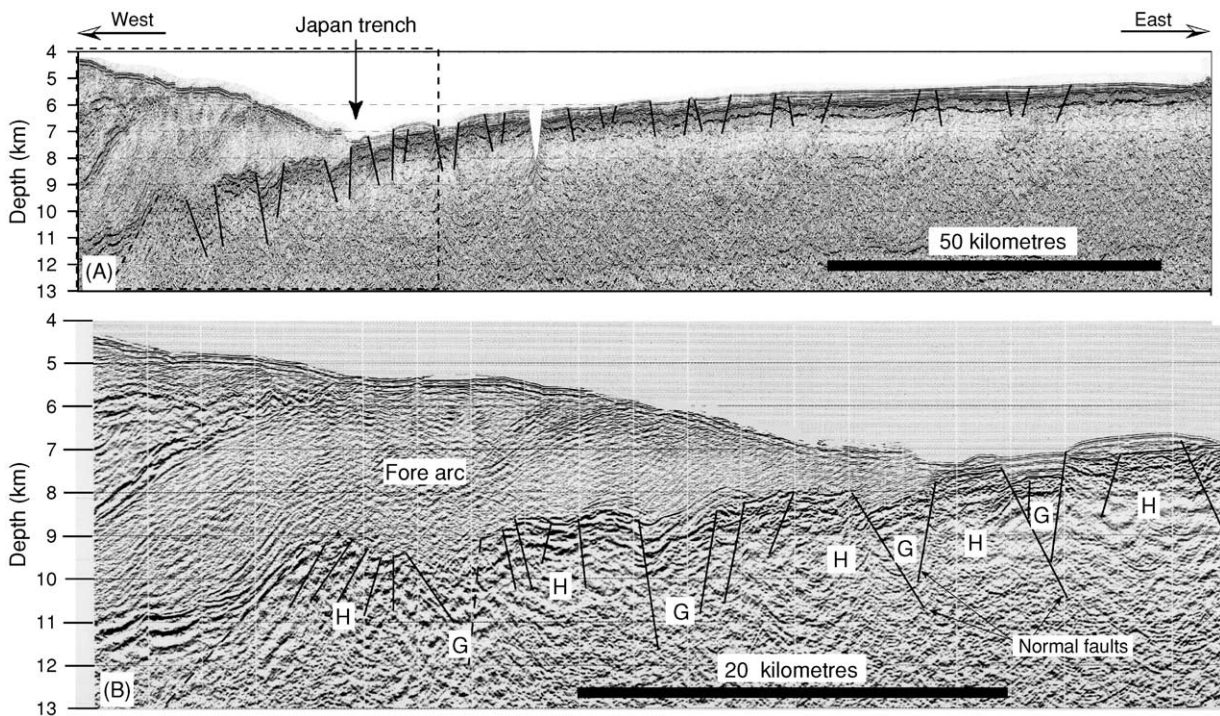 West
East
Japan trench
Depth (km)
4
5
6
7
8
9
10
11
12
13
50 kilometres
(A)
Depth (km)
4
5
6
7
8
9
10
11
12
13
Fore arc
H
G
H
G
H
G
H
G
H
Normal faults
20 kilometres
(B)